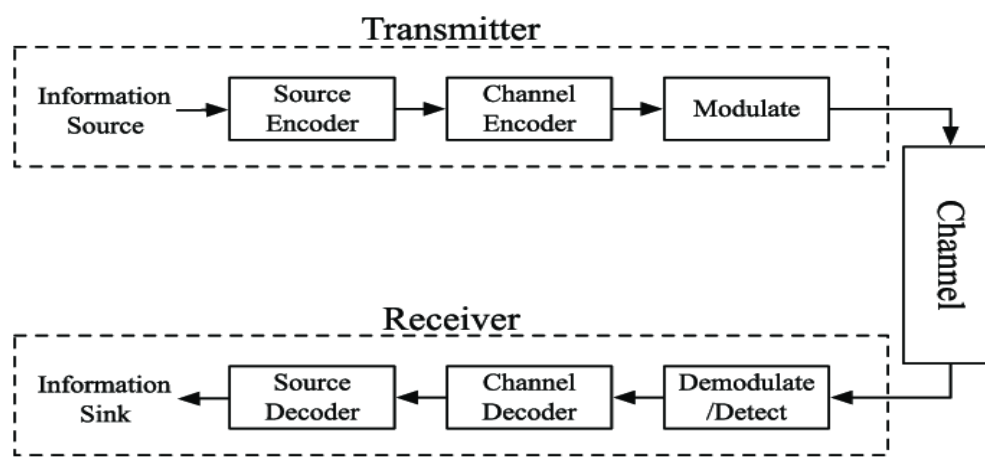 Transmitter
Information
Source
Source
Encoder
Channel
Encoder
Modulate
Channel
Receiver
Information
Sink
Source
Decoder
Channel
Decoder
Demodulate
/Detect